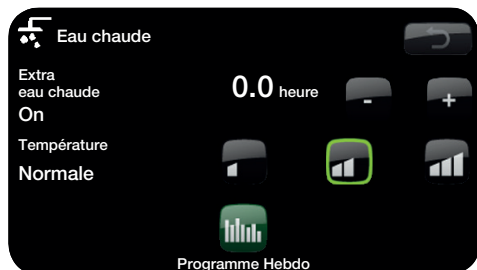 Eau chaude
Extra
eau chaude
On
0.0 heure
-
+
Température
Normale
Programme Hebdo